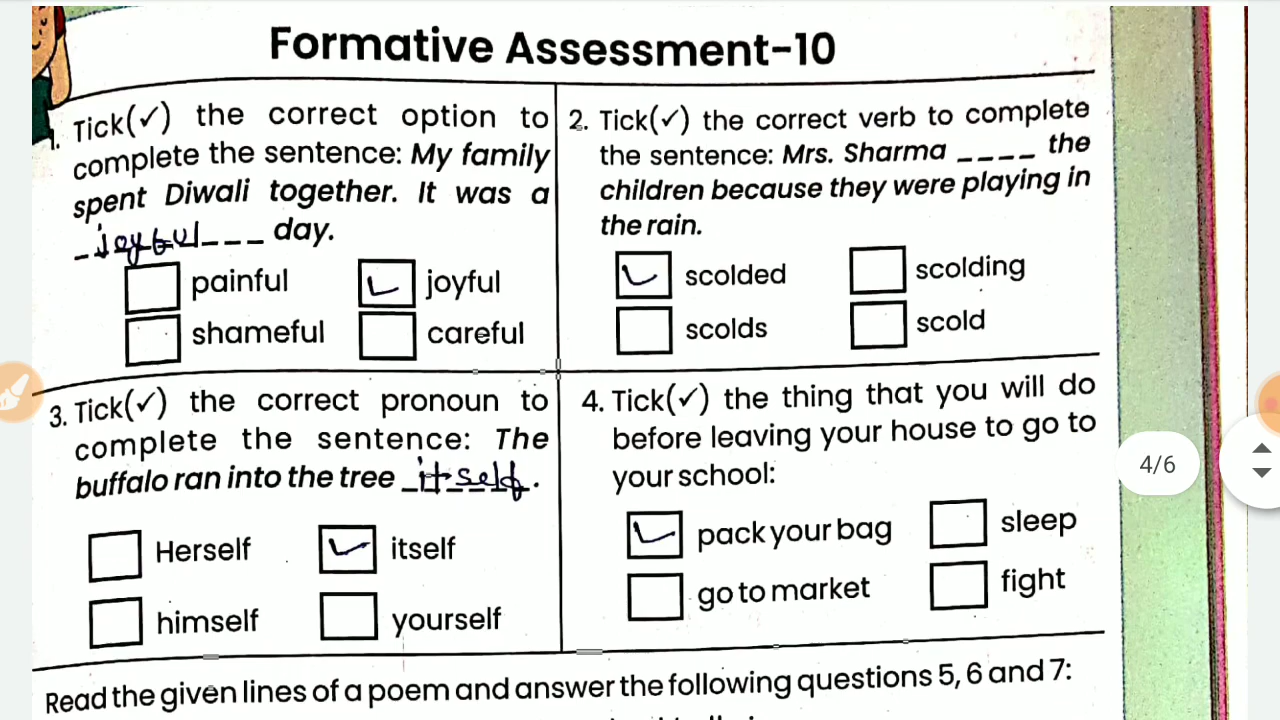 Formative Assessment-10
1. Tick(✓) the correct option to
complete the sentence: My family
spent Diwali together. It was a
_joyful___ day.
painful
joyful
shameful
careful
2. Tick(✓) the correct verb to complete
the sentence: Mrs. Sharma ____ the
children because they were playing in
the rain.
scolded
scolding
scolds
scold
3. Tick(✓) the correct pronoun to
complete the sentence: The
buffalo ran into the tree _itself_.
Herself
itself
himself
yourself
4. Tick(✓) the thing that you will do
before leaving your house to go to
your school:
pack your bag
sleep
go to market
fight
4/6
Read the given lines of a poem and answer the following questions 5, 6 and 7: